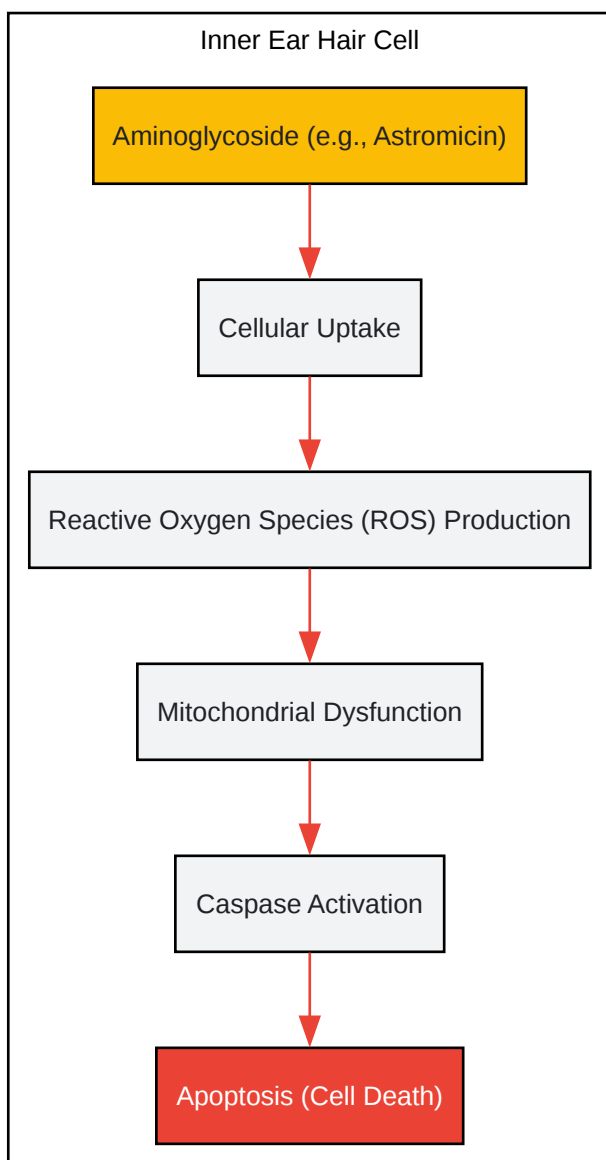 Inner Ear Hair Cell
Aminoglycoside (e.g., Astromicin)
Cellular Uptake
Reactive Oxygen Species (ROS) Production
Mitochondrial Dysfunction
Caspase Activation
Apoptosis (Cell Death)